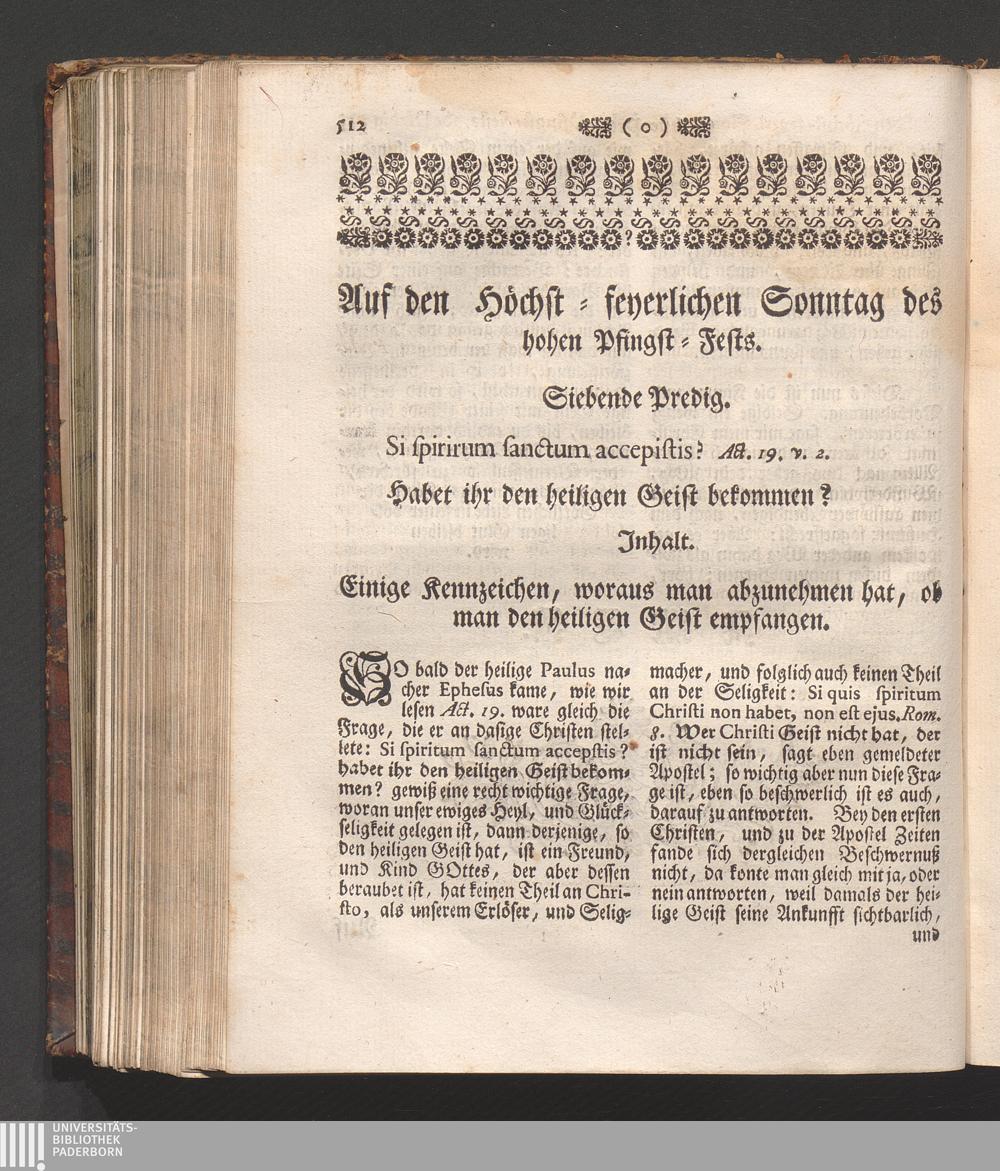 512
( o )
Auf den Höchst = feyerlichen Sonntag des
hohen Pfingst = Fests.
Siebende Predig.
Si spirirum sanctum accepistis? Act. 19. v. 2.
Habet ihr den heiligen Geist bekommen?
Inhalt.
Einige Kennzeichen, woraus man abzunehmen hat, ob
man den heiligen Geist empfangen.
SO bald der heilige Paulus na=
cher Ephesus kame, wie wir
lesen Act. 19. ware gleich die
Frage, die er an dasige Christen stel=
lete: Si spiritum sanctum accepstis?
habet ihr den heiligen Geist bekom=
men? gewiß eine recht wichtige Frage,
woran unser ewiges Heyl, und Glück=
seligkeit gelegen ist, dann derjenige, so
den heiligen Geist hat, ist ein Freund,
und Kind GOttes, der aber dessen
beraubet ist, hat keinen Theil an Chri-
sto, als unserem Erlöser, und Selig=
macher, und folglich auch keinen Theil
an der Seligkeit: Si quis spiritum
Christi non habet, non est ejus. Rom.
8. Wer Christi Geist nicht hat, der
ist nicht sein, sagt eben gemeldeter
Apostel; so wichtig aber nun diese Fra=
ge ist, eben so beschwerlich ist es auch,
darauf zu antworten. Bey den ersten
Christen, und zu der Apostel Zeiten
fande sich dergleichen Beschwernuß
nicht, da konte man gleich mit ja, oder
nein antworten, weil damals der hei=
lige Geist seine Ankunfft sichtbarlich,
und
UNIVERSITÄTS-
BIBLIOTHEK
PADERBORN